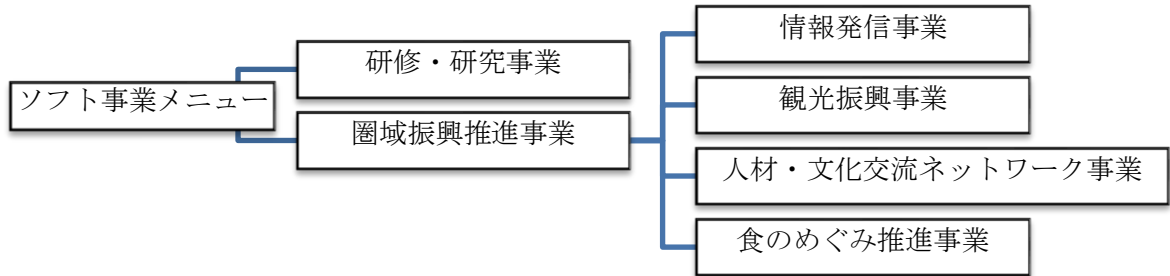 ソフト事業メニュー
研修・研究事業
圏域振興推進事業
情報発信事業
観光振興事業
人材・文化交流ネットワーク事業
食のめぐみ推進事業